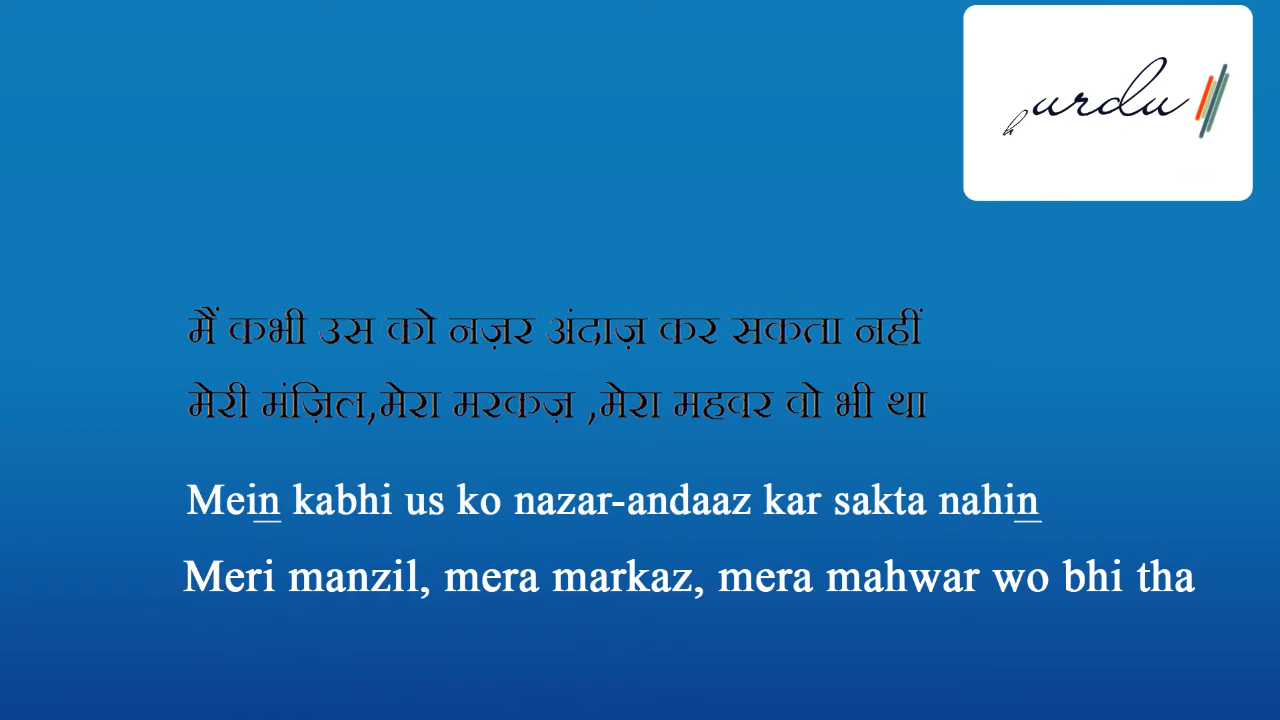 urdu
मैं कभी उस को नज़र अंदाज़ कर सकता नहीं
मेरी मंज़िल,मेरा मरकज़ ,मेरा महवर वो भी था
Mein kabhi us ko nazar-andaaz kar sakta nahin
Meri manzil, mera markaz, mera mahwar wo bhi tha